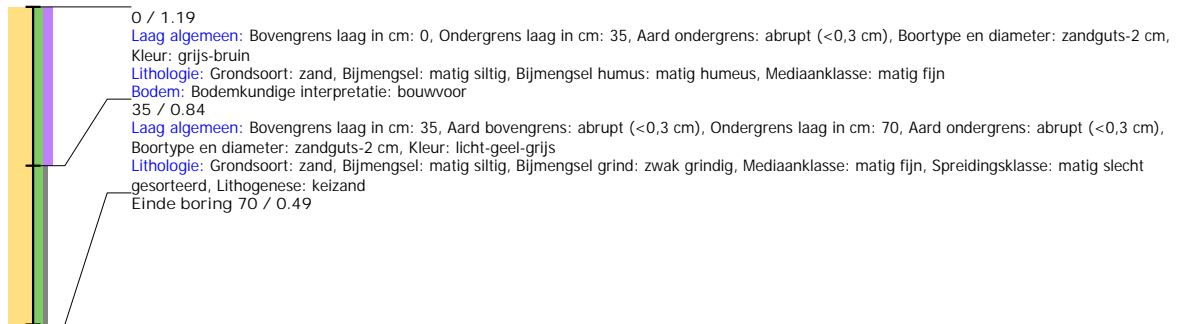 0 / 1.19
Laag algemeen: Bovengrens laag in cm: 0, Ondergrens laag in cm: 35, Aard ondergrens: abrupt (<0,3 cm), Boortype en diameter: zandguts-2 cm,
Kleur: grijs-bruin
Lithologie: Grondsoort: zand, Bijmengsel: matig siltig, Bijmengsel humus: matig humeus, Mediaanklasse: matig fijn
Bodem: Bodemkundige interpretatie: bouwvoor
35 / 0.84
Laag algemeen: Bovengrens laag in cm: 35, Aard bovengrens: abrupt (<0,3 cm), Ondergrens laag in cm: 70, Aard ondergrens: abrupt (<0,3 cm),
Boortype en diameter: zandguts-2 cm, Kleur: licht-geel-grijs
Lithologie: Grondsoort: zand, Bijmengsel: matig siltig, Bijmengsel grind: zwak grindig, Mediaanklasse: matig fijn, Spreidingsklasse: matig slecht
gesorteerd, Lithogenese: keizand
Einde boring 70 / 0.49